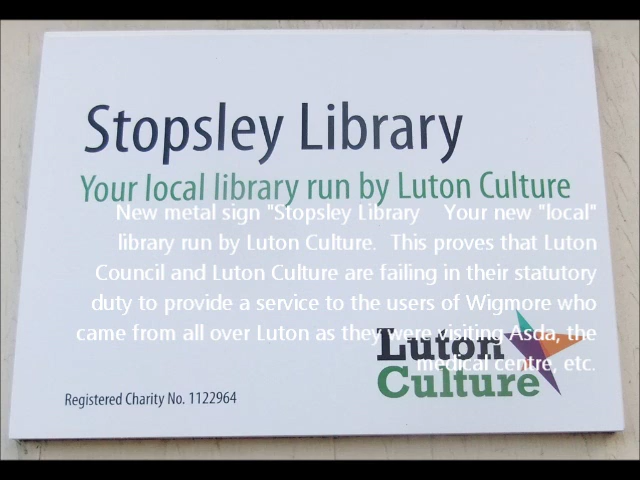 Stopsley Library
Your local library run by Luton Culture
New metal sign "Stopsley Library    Your new "local"
library run by Luton Culture.  This proves that Luton
Council and Luton Culture are failing in their statutory
duty to provide a service to the users of Wigmore who
came from all over Luton as they were visiting Asda, the
medical centre, etc.
Luton
Culture
Registered Charity No. 1122964